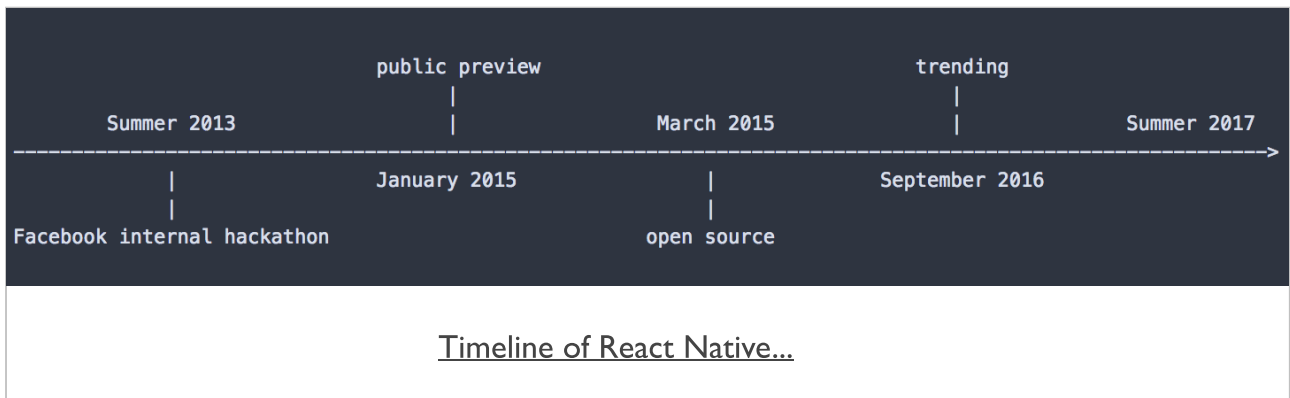 public preview trending
Summer 2013 March 2015 Summer 2017
January 2015 September 2016
Facebook internal hackathon open source
Timeline of React Native...